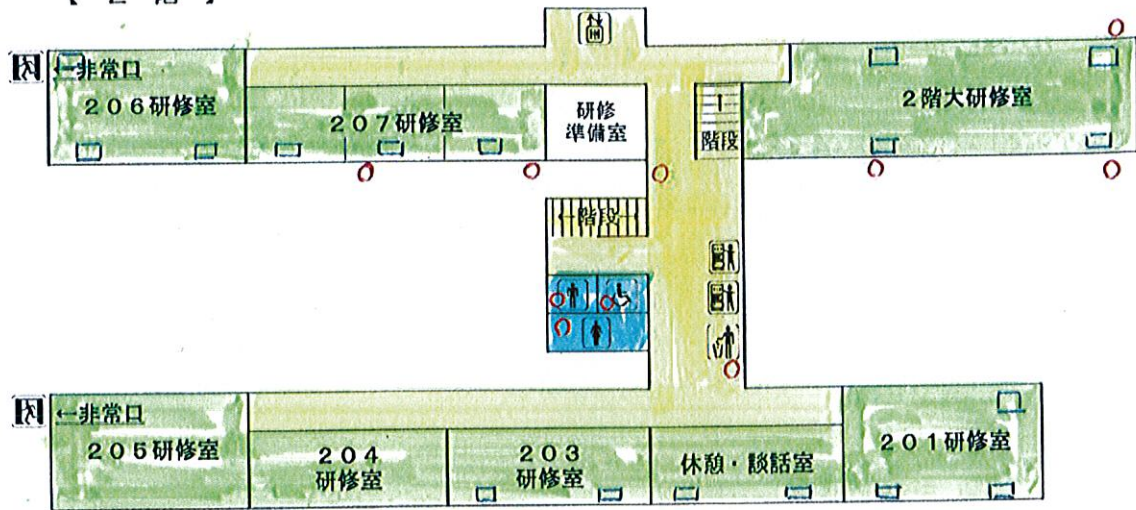 【 2 階 】
←非常口
206研修室
207研修室
研修
準備室
階段
2階大研修室
階段
←非常口
205研修室
204
研修室
203
研修室
休憩・談話室
201研修室